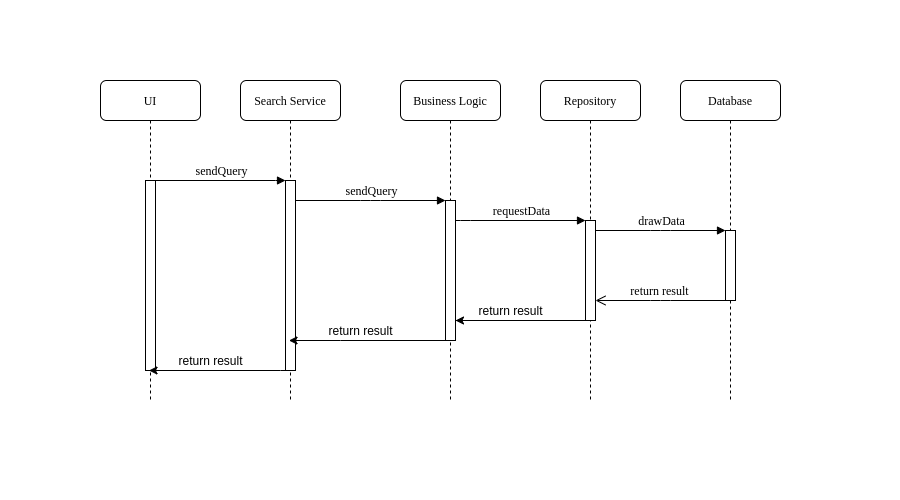 UI
Search Service
Business Logic
Repository
Database
sendQuery
sendQuery
requestData
drawData
return result
return result
return result
return result